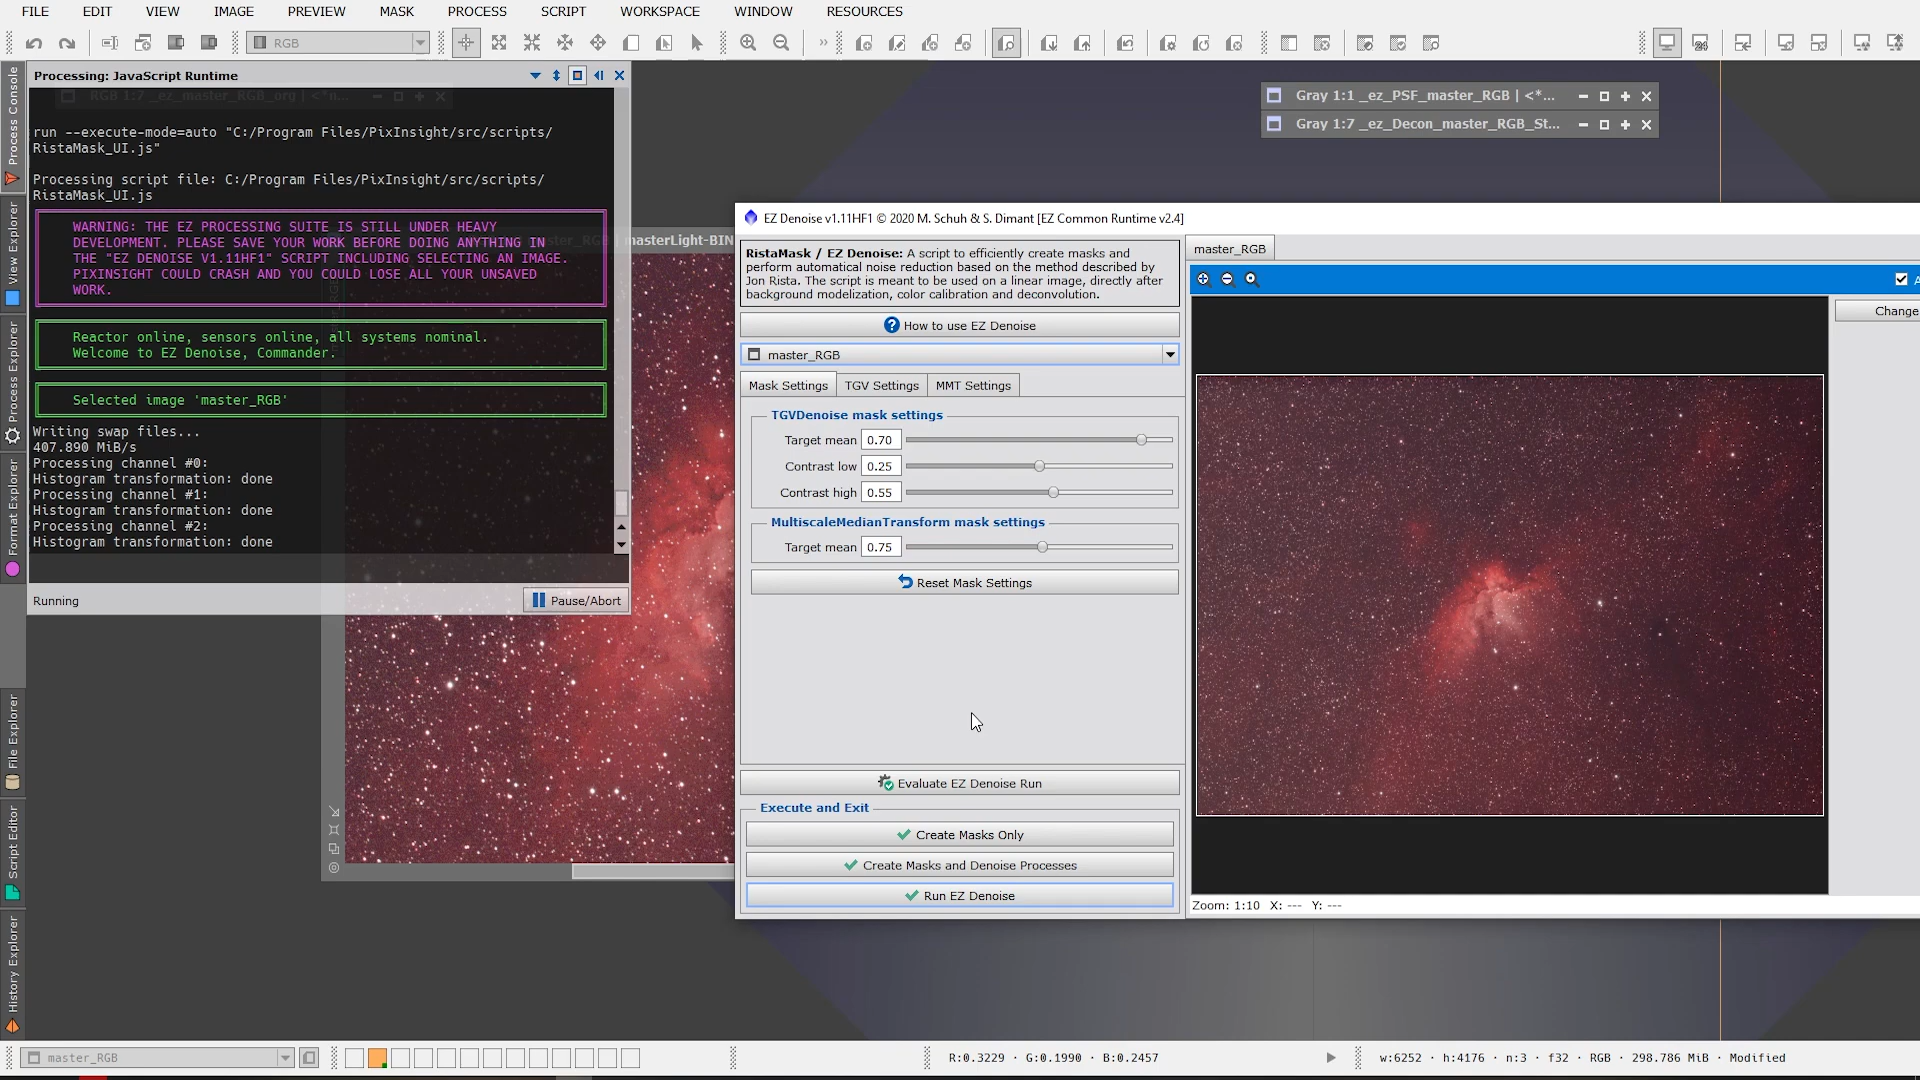 FILE EDIT VIEW IMAGE PREVIEW MASK PROCESS SCRIPT WORKSPACE WINDOW RESOURCES
RGB
Processing: JavaScript Runtime
RGB 1:7 _ez_master_RGB_org | <*n...
run --execute-mode=auto "C:/Program Files/PixInsight/src/scripts/
RistaMask_UI.js"
Processing script file: C:/Program Files/PixInsight/src/scripts/
RistaMask_UI.js
WARNING: THE EZ PROCESSING SUITE IS STILL UNDER HEAVY
DEVELOPMENT. PLEASE SAVE YOUR WORK BEFORE DOING ANYTHING IN
THE "EZ DENOISE V1.11HF1" SCRIPT INCLUDING SELECTING AN IMAGE.
PIXINSIGHT COULD CRASH AND YOU COULD LOSE ALL YOUR UNSAVED
WORK.
Reactor online, sensors online, all systems nominal.
Welcome to EZ Denoise, Commander.
Selected image 'master_RGB'
Writing swap files...
407.890 MiB/s
Processing channel #0:
Histogram transformation: done
Processing channel #1:
Histogram transformation: done
Processing channel #2:
Histogram transformation: done
Running
Pause/Abort
Process Console
View Explorer
Process Explorer
Format Explorer
File Explorer
Script Editor
History Explorer
masterLight-BIN
Gray 1:1 _ez_PSF_master_RGB | <*...
Gray 1:7 _ez_Decon_master_RGB_St...
EZ Denoise v1.11HF1 © 2020 M. Schuh & S. Dimant [EZ Common Runtime v2.4]
RistaMask / EZ Denoise: A script to efficiently create masks and
perform automatical noise reduction based on the method described by
Jon Rista. The script is meant to be used on a linear image, directly after
background modelization, color calibration and deconvolution.
How to use EZ Denoise
master_RGB
Mask Settings TGV Settings MMT Settings
TGVDenoise mask settings
Target mean 0.70
Contrast low 0.25
Contrast high 0.55
MultiscaleMedianTransform mask settings
Target mean 0.75
Reset Mask Settings
Evaluate EZ Denoise Run
Execute and Exit
Create Masks Only
Create Masks and Denoise Processes
Run EZ Denoise
master_RGB
Change
Zoom: 1:10 X: --- Y: ---
master_RGB
R:0.3229 · G:0.1990 · B:0.2457
w:6252 · h:4176 · n:3 · f32 · RGB · 298.786 MiB · Modified